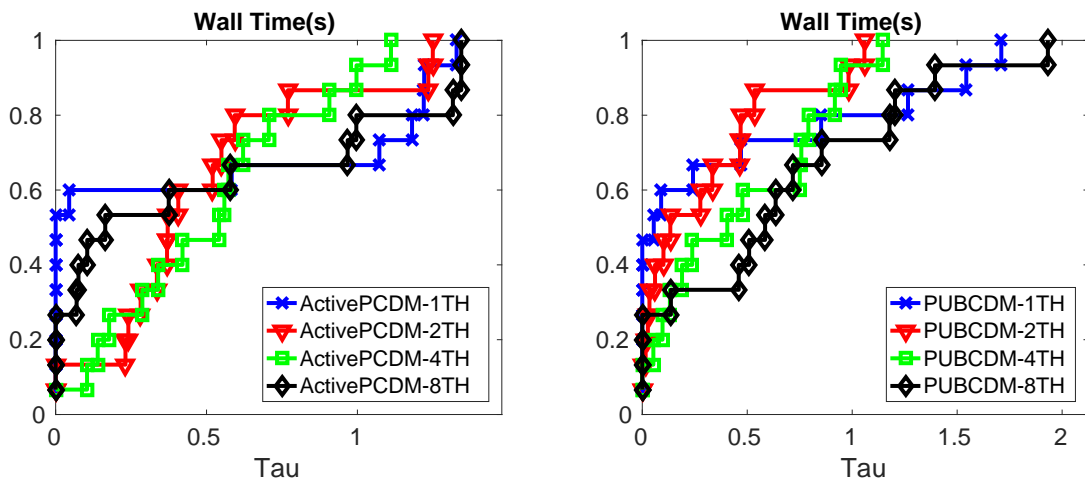 Wall Time(s)
1
0.8
0.6
0.4
0.2
0
0
0.5
1
Tau
ActivePCDM-1TH
ActivePCDM-2TH
ActivePCDM-4TH
ActivePCDM-8TH
Wall Time(s)
1
0.8
0.6
0.4
0.2
0
0
0.5
1
1.5
2
Tau
PUBCDM-1TH
PUBCDM-2TH
PUBCDM-4TH
PUBCDM-8TH